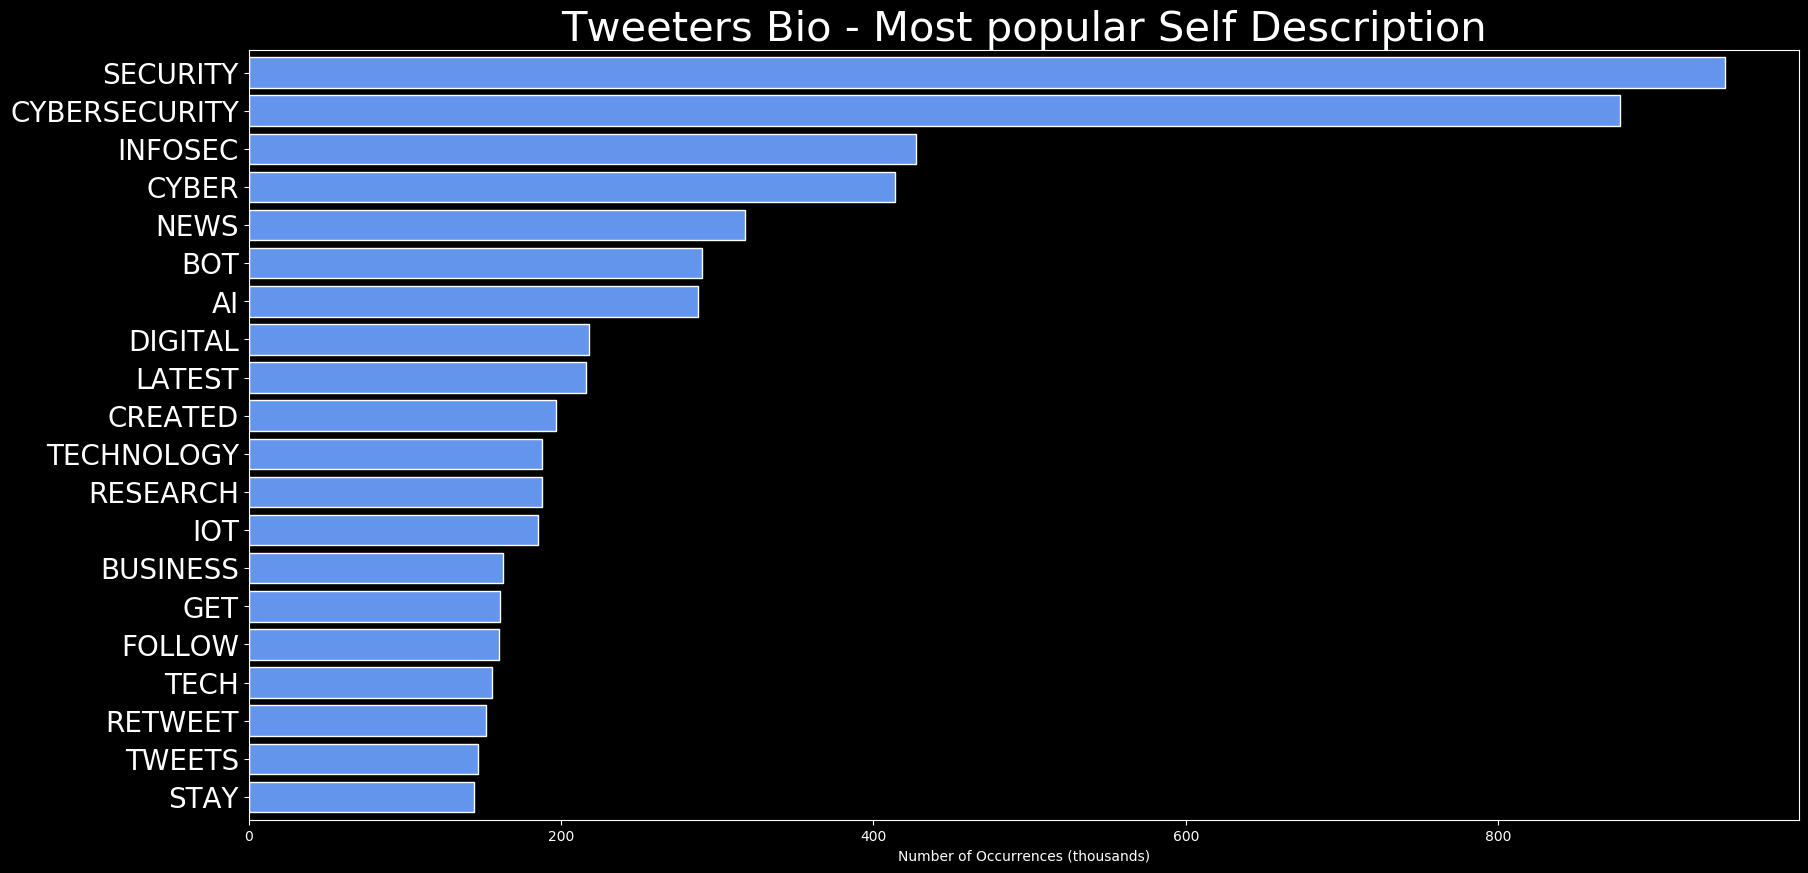 Tweeters Bio - Most popular Self Description
SECURITY
CYBERSECURITY
INFOSEC
CYBER
NEWS
BOT
AI
DIGITAL
LATEST
CREATED
TECHNOLOGY
RESEARCH
IOT
BUSINESS
GET
FOLLOW
TECH
RETWEET
TWEETS
STAY
0 200 400 600 800
Number of Occurrences (thousands)